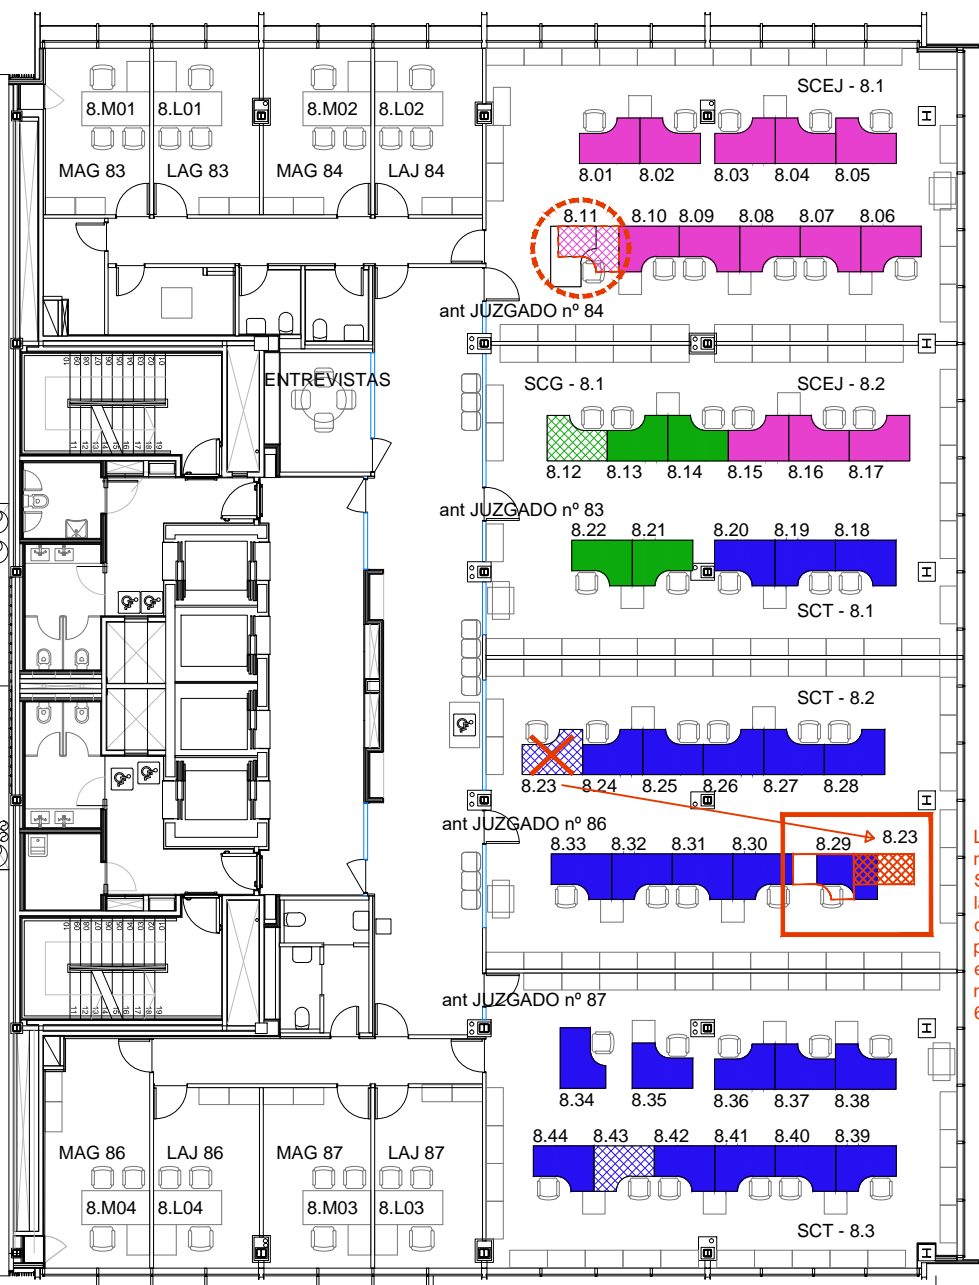 SCEJ - 8.1
8.M01 8.L01 8.M02 8.L02
MAG 83 LAG 83 MAG 84 LAJ 84
8.01 8.02 8.03 8.04 8.05
8.11 8.10 8.09 8.08 8.07 8.06
ant JUZGADO nº 84
ENTREVISTAS
SCG - 8.1 SCEJ - 8.2
8.12 8.13 8.14 8.15 8.16 8.17
ant JUZGADO nº 83
8.22 8.21 8.20 8.19 8.18
SCT - 8.1
SCT - 8.2
8.23 8.24 8.25 8.26 8.27 8.28
ant JUZGADO nº 86
8.33 8.32 8.31 8.30 8.29 8.23
ant JUZGADO nº 87
8.34 8.35 8.36 8.37 8.38
8.44 8.43 8.42 8.41 8.40 8.39
MAG 86 LAJ 86 MAG 87 LAJ 87
8.M04 8.L04 8.M03 8.L03
SCT - 8.3